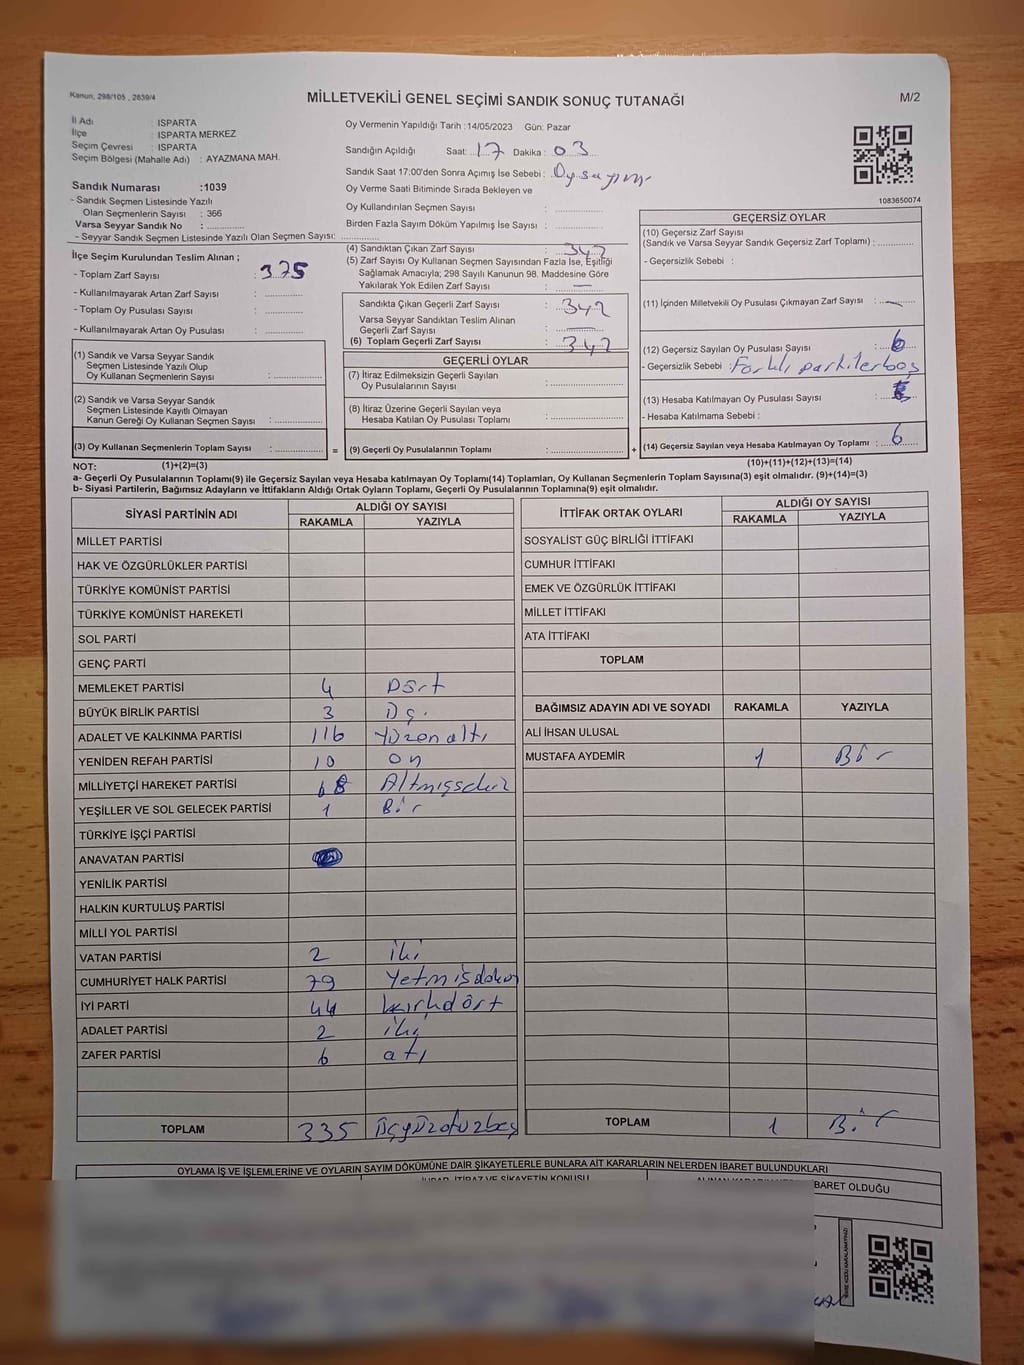 Kanun, 298/105 , 2839/4
MİLLETVEKİLİ GENEL SEÇİMİ SANDIK SONUÇ TUTANAĞI
M/2
İl Adı : ISPARTA
İlçe : ISPARTA MERKEZ
Seçim Çevresi : ISPARTA
Seçim Bölgesi (Mahalle Adı) : AYAZMANA MAH.
Sandık Numarası :1039
- Sandık Seçmen Listesinde Yazılı
Olan Seçmenlerin Sayısı : 366
Varsa Seyyar Sandık No :
- Seyyar Sandık Seçmen Listesinde Yazılı Olan Seçmen Sayısı:
Oy Vermenin Yapıldığı Tarih :14/05/2023 Gün: Pazar
Sandığın Açıldığı Saat: 17 Dakika : 03
Sandık Saat 17:00'den Sonra Açımış İse Sebebi : Oy sayım
Oy Verme Saati Bitiminde Sırada Bekleyen ve
Oy Kullandırılan Seçmen Sayısı :
Birden Fazla Sayım Döküm Yapılmış İse Sayısı :
1083650074
İlçe Seçim Kurulundan Teslim Alınan ;
- Toplam Zarf Sayısı : 375
- Kullanılmayarak Artan Zarf Sayısı :
- Toplam Oy Pusulası Sayısı :
- Kullanılmayarak Artan Oy Pusulası :
(4) Sandıktan Çıkan Zarf Sayısı : 342
(5) Zarf Sayısı Oy Kullanan Seçmen Sayısından Fazla İse, Eşitliği
Sağlamak Amacıyla; 298 Sayılı Kanunun 98. Maddesine Göre
Yakılarak Yok Edilen Zarf Sayısı : —
Sandıkta Çıkan Geçerli Zarf Sayısı : 342
Varsa Seyyar Sandıktan Teslim Alınan
Geçerli Zarf Sayısı : —
(6) Toplam Geçerli Zarf Sayısı : 342
GEÇERSİZ OYLAR
(10) Geçersiz Zarf Sayısı
(Sandık ve Varsa Seyyar Sandık Geçersiz Zarf Toplamı) :
- Geçersizlik Sebebi :
(11) İçinden Milletvekili Oy Pusulası Çıkmayan Zarf Sayısı : —
(12) Geçersiz Sayılan Oy Pusulası Sayısı : 6
- Geçersizlik Sebebi : Farklı partiler boş
(13) Hesaba Katılmayan Oy Pusulası Sayısı :
- Hesaba Katılmama Sebebi :
(14) Geçersiz Sayılan veya Hesaba Katılmayan Oy Toplamı : 6
(1) Sandık ve Varsa Seyyar Sandık
Seçmen Listesinde Yazılı Olup
Oy Kullanan Seçmenlerin Sayısı :
(2) Sandık ve Varsa Seyyar Sandık
Seçmen Listesinde Kayıtlı Olmayan
Kanun Gereği Oy Kullanan Seçmen Sayısı :
(3) Oy Kullanan Seçmenlerin Toplam Sayısı : =
GEÇERLİ OYLAR
(7) İtiraz Edilmeksizin Geçerli Sayılan
Oy Pusulalarının Sayısı :
(8) İtiraz Üzerine Geçerli Sayılan veya
Hesaba Katılan Oy Pusulası Toplamı :
(9) Geçerli Oy Pusulalarının Toplamı : +
NOT: (1)+(2)=(3) (10)+(11)+(12)+(13)=(14)
a- Geçerli Oy Pusulalarının Toplamı(9) ile Geçersiz Sayılan veya Hesaba katılmayan Oy Toplamı(14) Toplamları, Oy Kullanan Seçmenlerin Toplam Sayısına(3) eşit olmalıdır. (9)+(14)=(3)
b- Siyasi Partilerin, Bağımsız Adayların ve İttifakların Aldığı Ortak Oyların Toplamı, Geçerli Oy Pusulalarının Toplamına(9) eşit olmalıdır.
SİYASİ PARTİNİN ADI ALDIĞI OY SAYISI
RAKAMLA YAZIYLA
MİLLET PARTİSİ
HAK VE ÖZGÜRLÜKLER PARTİSİ
TÜRKİYE KOMÜNİST PARTİSİ
TÜRKİYE KOMÜNİST HAREKETİ
SOL PARTİ
GENÇ PARTİ
MEMLEKET PARTİSİ 4 Dört
BÜYÜK BİRLİK PARTİSİ 3 Üç.
ADALET VE KALKINMA PARTİSİ 116 Yüzonaltı
YENİDEN REFAH PARTİSİ 10 On
MİLLİYETÇİ HAREKET PARTİSİ 68 Altmışsekiz
YEŞİLLER VE SOL GELECEK PARTİSİ 1 Bir
TÜRKİYE İŞÇİ PARTİSİ
ANAVATAN PARTİSİ
YENİLİK PARTİSİ
HALKIN KURTULUŞ PARTİSİ
MİLLİ YOL PARTİSİ
VATAN PARTİSİ 2 iki
CUMHURİYET HALK PARTİSİ 79 Yetmişdokuz
İYİ PARTİ 44 kırkdört
ADALET PARTİSİ 2 iki
ZAFER PARTİSİ 6 atı
TOPLAM 335 üçyüzotuzbeş
İTTİFAK ORTAK OYLARI ALDIĞI OY SAYISI
RAKAMLA YAZIYLA
SOSYALİST GÜÇ BİRLİĞİ İTTİFAKI
CUMHUR İTTİFAKI
EMEK VE ÖZGÜRLÜK İTTİFAKI
MİLLET İTTİFAKI
ATA İTTİFAKI
TOPLAM
BAĞIMSIZ ADAYIN ADI VE SOYADI RAKAMLA YAZIYLA
ALİ İHSAN ULUSAL
MUSTAFA AYDEMİR 1 Bir
TOPLAM 1 Bir
OYLAMA İŞ VE İŞLEMLERİNE VE OYLARIN SAYIM DÖKÜMÜNE DAİR ŞİKAYETLERLE BUNLARA AİT KARARLARIN NELERDEN İBARET BULUNDUKLARI
İTİRAZ VE ŞİKAYETİN KONUSU
BARET OLDUĞU